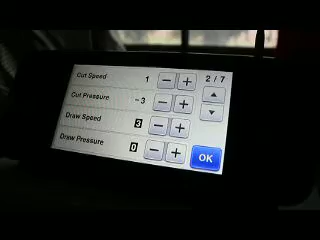 Cut Speed 1 − + 2 / 7
Cut Pressure -3 − +
Draw Speed 3 − +
Draw Pressure 0 − +
OK